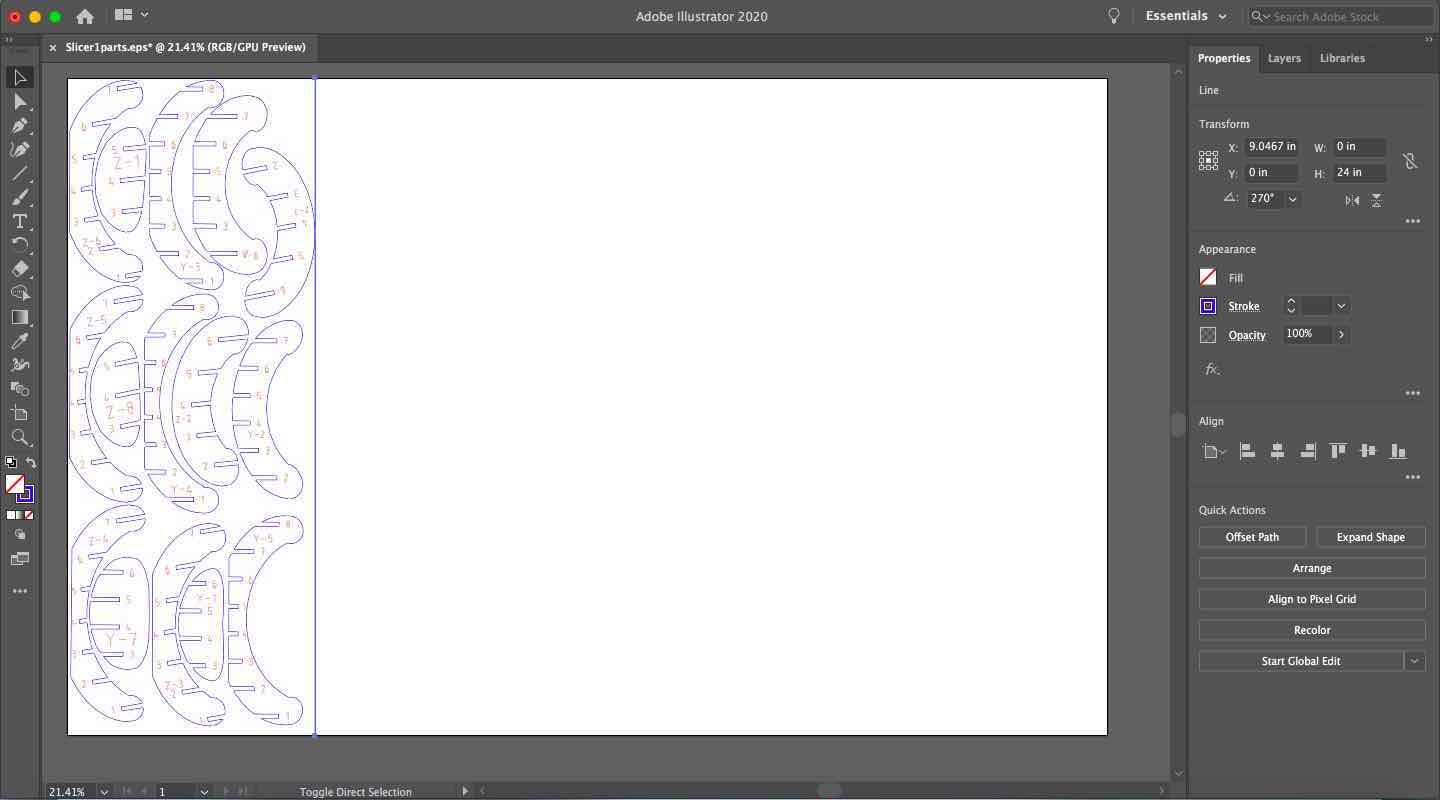 Adobe Illustrator 2020
Essentials
Search Adobe Stock
Slicer1parts.eps* @ 21.41% (RGB/GPU Preview)
Properties
Layers
Libraries
Line
Transform
X: 9.0467 in
W: 0 in
Y: 0 in
H: 24 in
270°
Appearance
Fill
Stroke
Opacity
100%
fx.
Align
Quick Actions
Offset Path
Expand Shape
Arrange
Align to Pixel Grid
Recolor
Start Global Edit
Z-1
Z-6
Y-3
Z-5
Z-8
Z-2
Y-2
Y-4
Z-4
Y-5
Y-7
Z-3
21.41%
1
Toggle Direct Selection